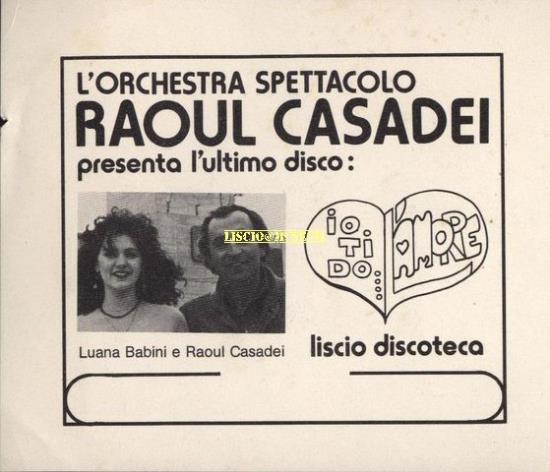 L'ORCHESTRA SPETTACOLO
RAOUL CASADEI
presenta l'ultimo disco:
io
TI
DO...
L'AMORE
Luana Babini e Raoul Casadei
liscio discoteca